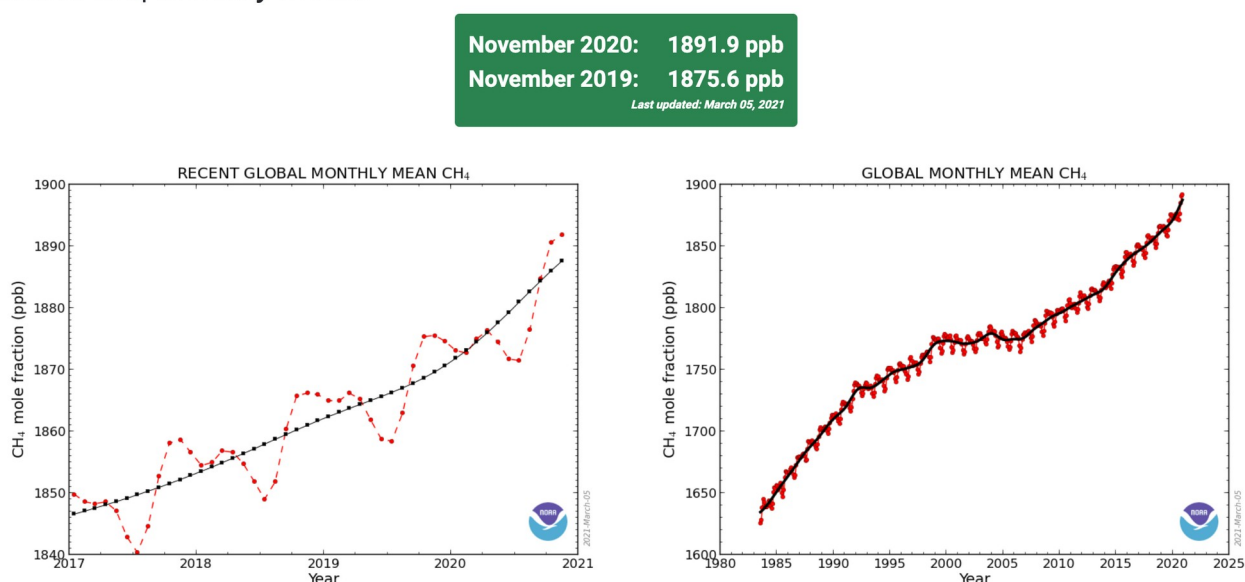 November 2020: 1891.9 ppb
November 2019: 1875.6 ppb
Last updated: March 05, 2021
RECENT GLOBAL MONTHLY MEAN CH₄
1900
1890
1880
1870
1860
1850
1840
CH₄ mole fraction (ppb)
2017
2018
2019
2020
2021
Year
NOAA
2021-March-05
GLOBAL MONTHLY MEAN CH₄
1900
1850
1800
1750
1700
1650
1600
CH₄ mole fraction (ppb)
1980
1985
1990
1995
2000
2005
2010
2015
2020
2025
Year
NOAA
2021-March-05